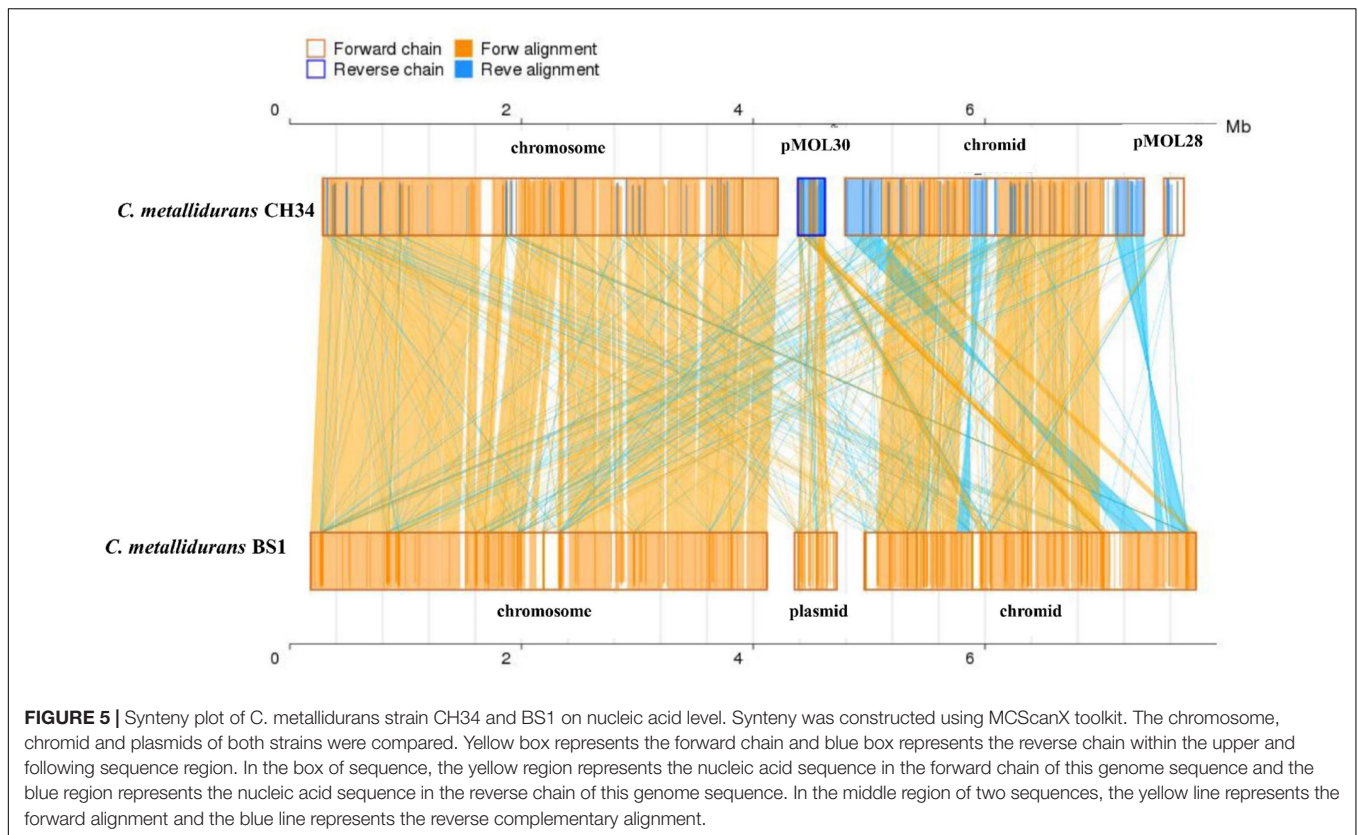 Forward chain Forw alignment
Reverse chain Reve alignment
0 2 4 6 Mb
chromosome pMOL30 chromid pMOL28
C. metallidurans CH34
C. metallidurans BS1
chromosome plasmid chromid
0 2 4 6
FIGURE 5 | Synteny plot of C. metallidurans strain CH34 and BS1 on nucleic acid level. Synteny was constructed using MCScanX toolkit. The chromosome,
chromid and plasmids of both strains were compared. Yellow box represents the forward chain and blue box represents the reverse chain within the upper and
following sequence region. In the box of sequence, the yellow region represents the nucleic acid sequence in the forward chain of this genome sequence and the
blue region represents the nucleic acid sequence in the reverse chain of this genome sequence. In the middle region of two sequences, the yellow line represents the
forward alignment and the blue line represents the reverse complementary alignment.